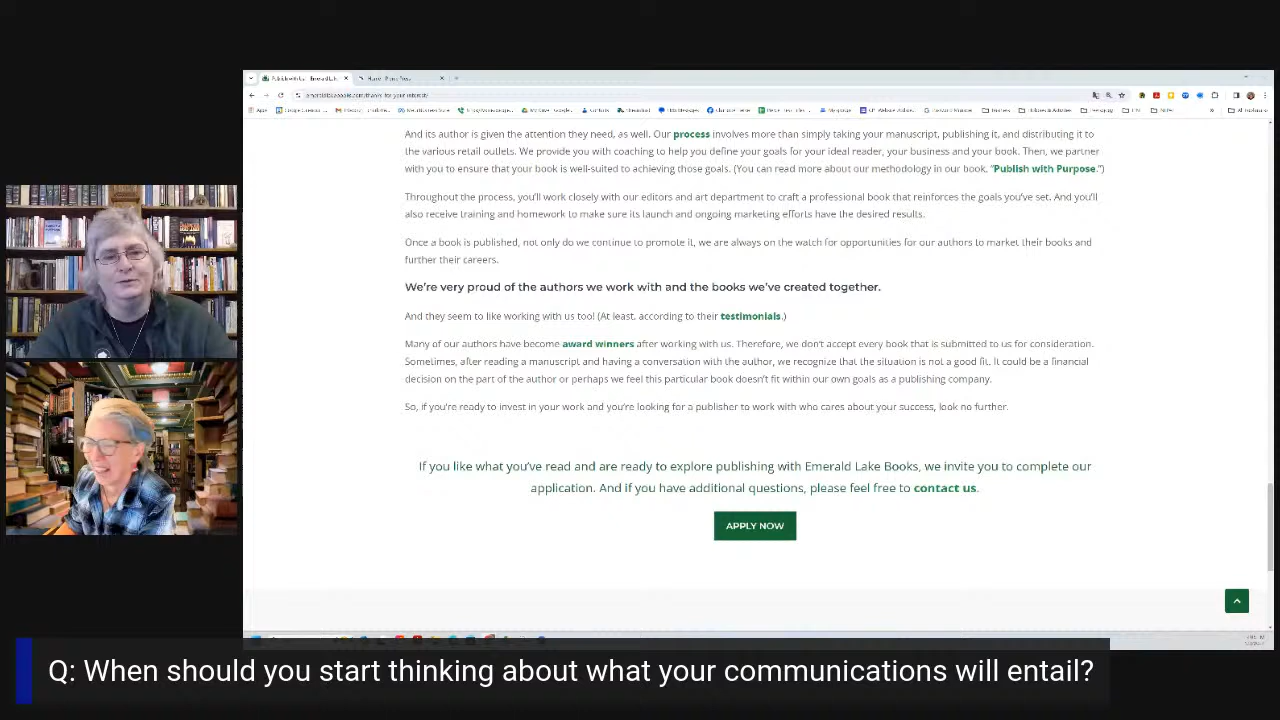 And its author is given the attention they need, as well. Our process involves more than simply taking your manuscript, publishing it, and distributing it to
the various retail outlets. We provide you with coaching to help you define your goals for your ideal reader, your business and your book. Then, we partner
with you to ensure that your book is well-suited to achieving those goals. (You can read more about our methodology in our book, "Publish with Purpose.")
Throughout the process, you'll work closely with our editors and art department to craft a professional book that reinforces the goals you've set. And you'll
also receive training and homework to make sure its launch and ongoing marketing efforts have the desired results.
Once a book is published, not only do we continue to promote it, we are always on the watch for opportunities for our authors to market their books and
further their careers.
We're very proud of the authors we work with and the books we've created together.
And they seem to like working with us too! (At least, according to their testimonials.)
Many of our authors have become award winners after working with us. Therefore, we don't accept every book that is submitted to us for consideration.
Sometimes, after reading a manuscript and having a conversation with the author, we recognize that the situation is not a good fit. It could be a financial
decision on the part of the author or perhaps we feel this particular book doesn't fit within our own goals as a publishing company.
So, if you're ready to invest in your work and you're looking for a publisher to work with who cares about your success, look no further.
If you like what you've read and are ready to explore publishing with Emerald Lake Books, we invite you to complete our
application. And if you have additional questions, please feel free to contact us.
APPLY NOW
Q: When should you start thinking about what your communications will entail?